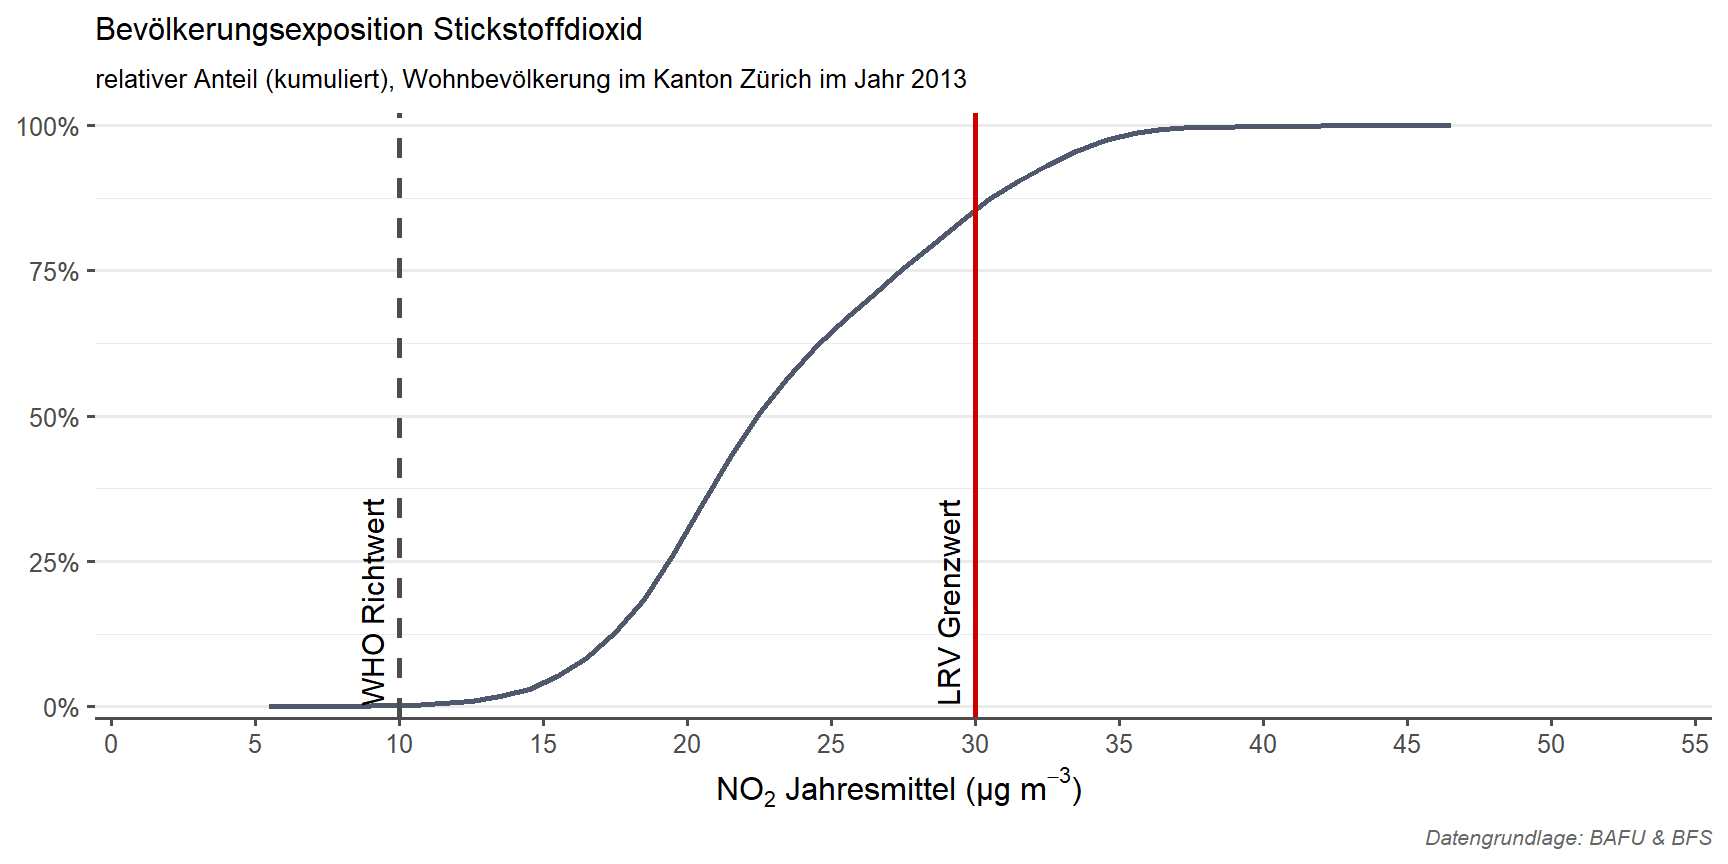 Bevölkerungsexposition Stickstoffdioxid
relativer Anteil (kumuliert), Wohnbevölkerung im Kanton Zürich im Jahr 2013
100%
75%
50%
25%
0%
WHO Richtwert
LRV Grenzwert
0 5 10 15 20 25 30 35 40 45 50 55
NO₂ Jahresmittel (µg m⁻³)
Datengrundlage: BAFU & BFS